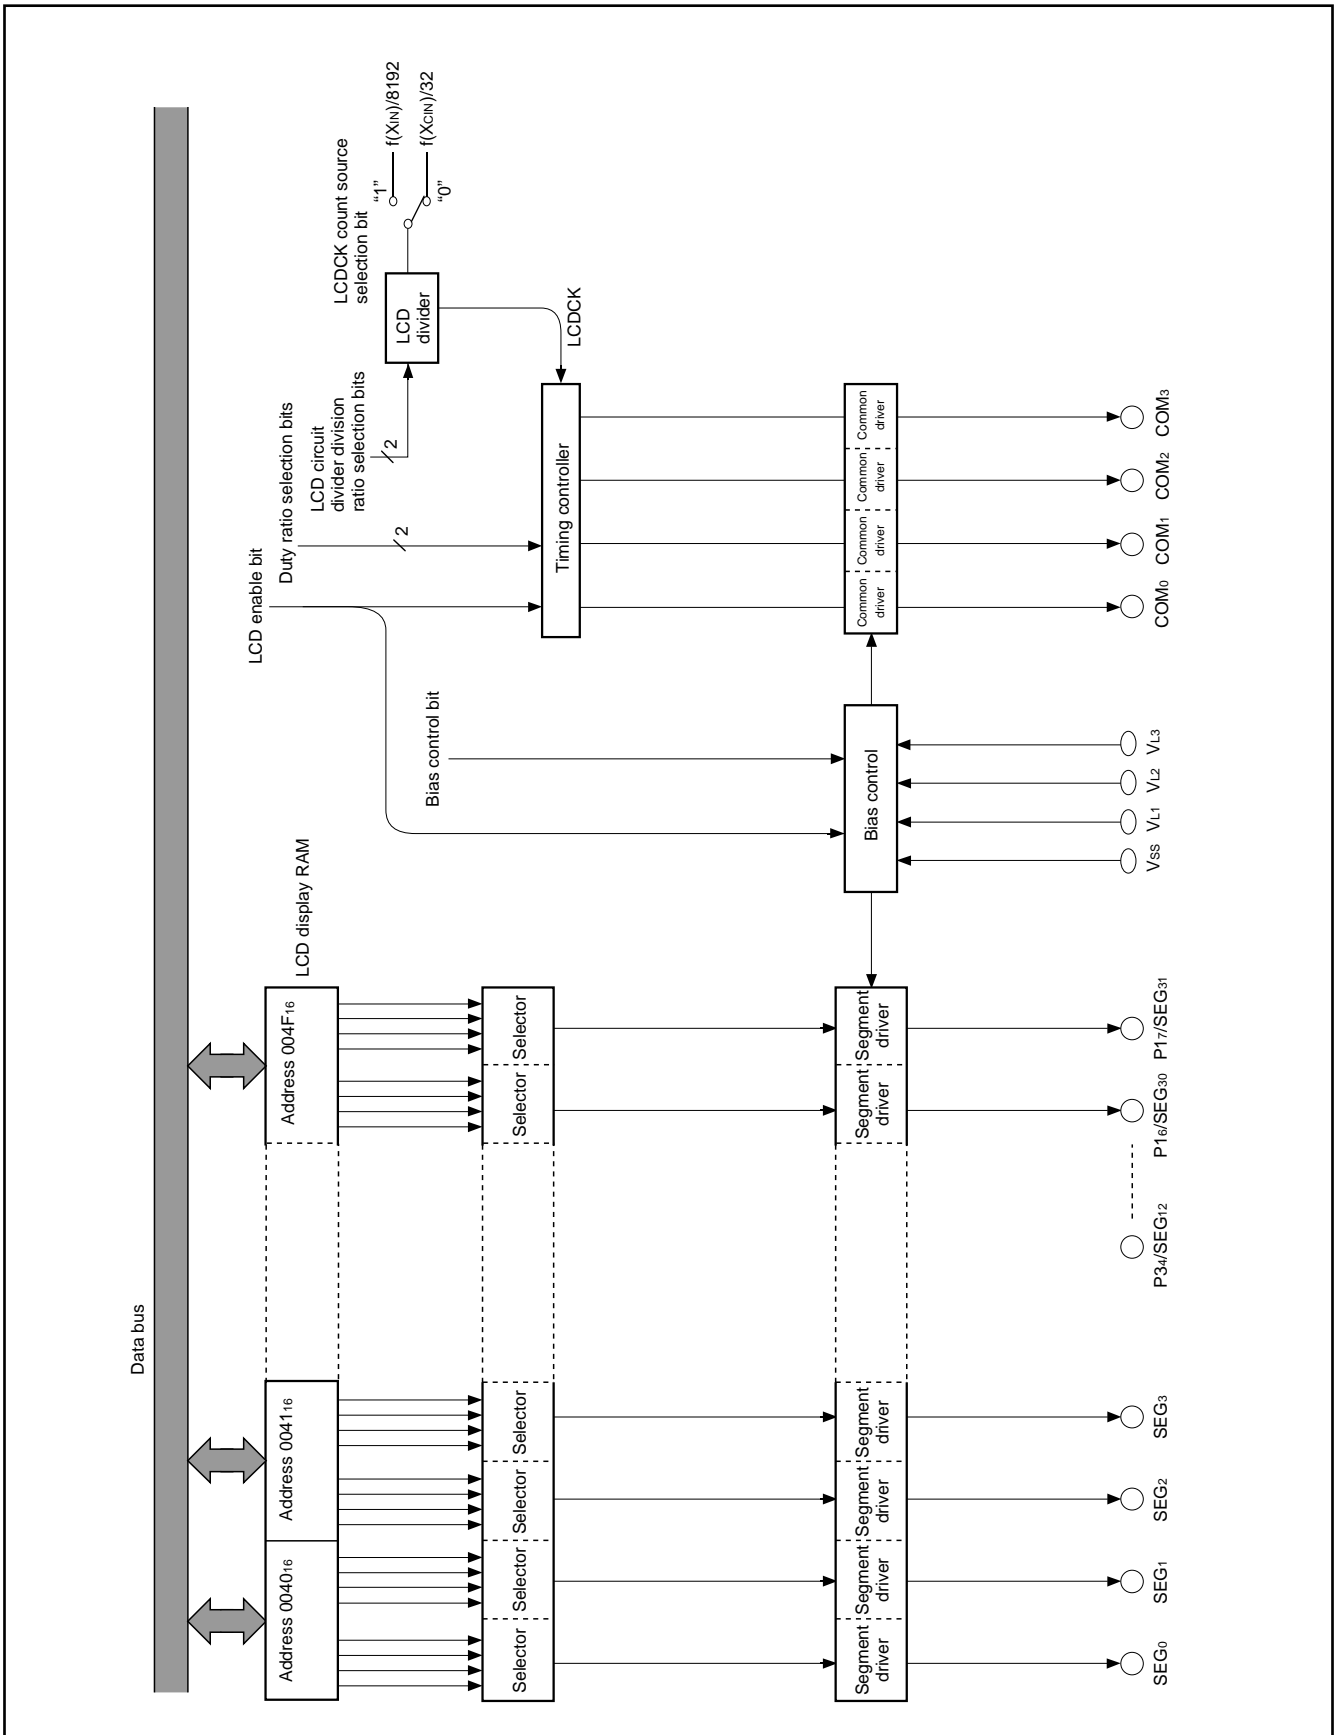 Data bus
Address 004016
Address 004116
Address 004F16
LCD display RAM
LCD enable bit
Duty ratio selection bits
2
LCD circuit
divider division
ratio selection bits
2
LCDCK count source
selection bit
"1"
f(XIN)/8192
"0"
f(XCIN)/32
LCD
divider
LCDCK
Bias control bit
Timing controller
Selector
Selector
Selector
Selector
Selector
Selector
Segment
driver
Segment
driver
Segment
driver
Segment
driver
Segment
driver
Segment
driver
Bias control
Common
driver
Common
driver
Common
driver
Common
driver
SEG0
SEG1
SEG2
SEG3
P34/SEG12
P16/SEG30
P17/SEG31
VSS
VL1
VL2
VL3
COM0
COM1
COM2
COM3